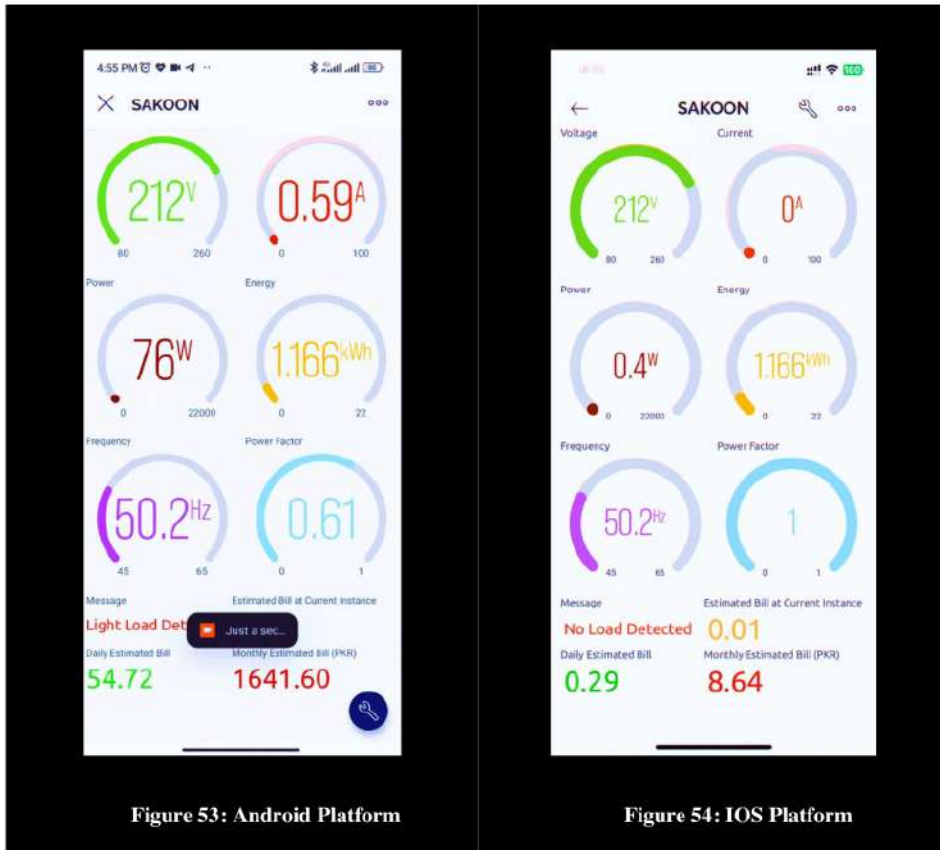 4:55 PM
80
SAKOON
212V
0.59A
80 260
0 100
Power Energy
76W
1.166kWh
0 22000
0 22
Frequency Power Factor
50.2Hz
0.61
45 65
0 1
Message Estimated Bill at Current Instance
Light Load Det
Just a sec...
Daily Estimated Bill Monthly Estimated Bill (PKR)
54.72 1641.60
Figure 53: Android Platform
100
SAKOON
Voltage Current
212V
0A
80 260
0 100
Power Energy
0.4W
1.166kWh
0 22000
0 22
Frequency Power Factor
50.2Hz
1
45 65
0 1
Message Estimated Bill at Current Instance
No Load Detected 0.01
Daily Estimated Bill Monthly Estimated Bill (PKR)
0.29 8.64
Figure 54: IOS Platform